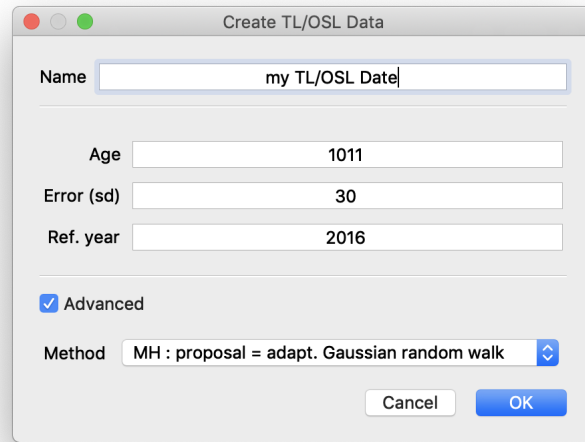 Create TL/OSL Data
Name my TL/OSL Date
Age 1011
Error (sd) 30
Ref. year 2016
Advanced
Method MH : proposal = adapt. Gaussian random walk
Cancel OK